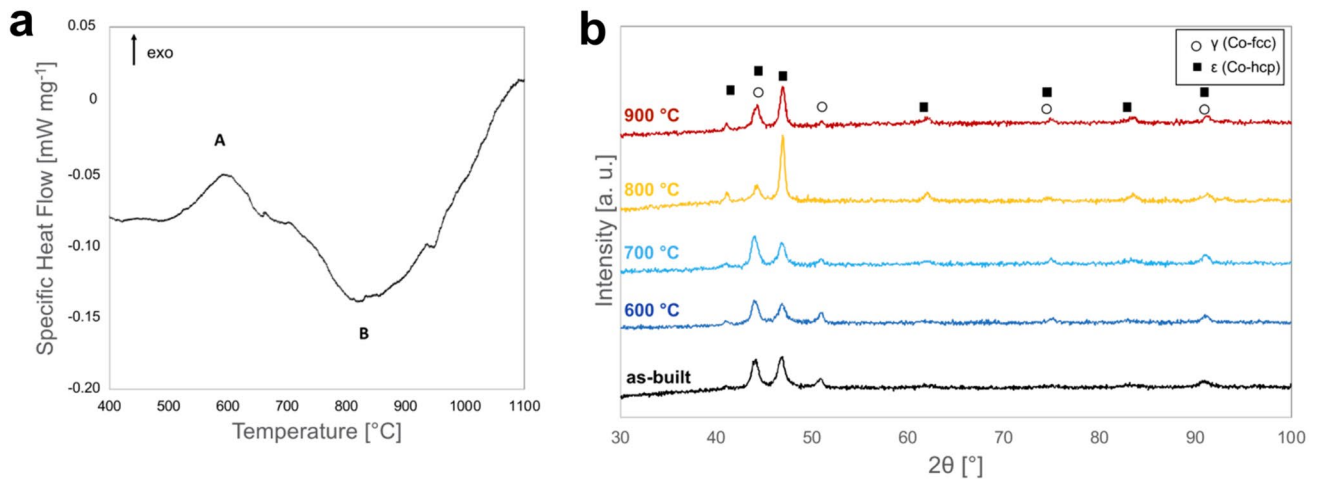 a
0.05
exo
0
-0.05
-0.10
-0.15
-0.20
A
B
Specific Heat Flow [mW mg⁻¹]
400 500 600 700 800 900 1000 1100
Temperature [°C]
b
γ (Co-fcc)
ε (Co-hcp)
900 °C
800 °C
700 °C
600 °C
as-built
Intensity [a. u.]
30 40 50 60 70 80 90 100
2θ [°]